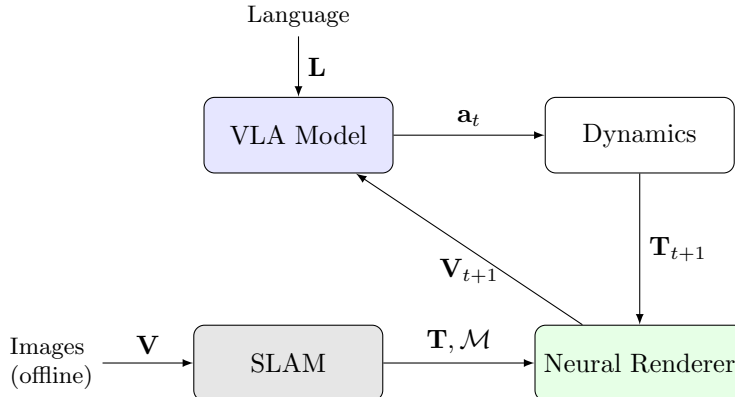 Language
L
VLA Model
a_t
Dynamics
T_{t+1}
V_{t+1}
Images
(offline)
V
SLAM
T, ℳ
Neural Renderer